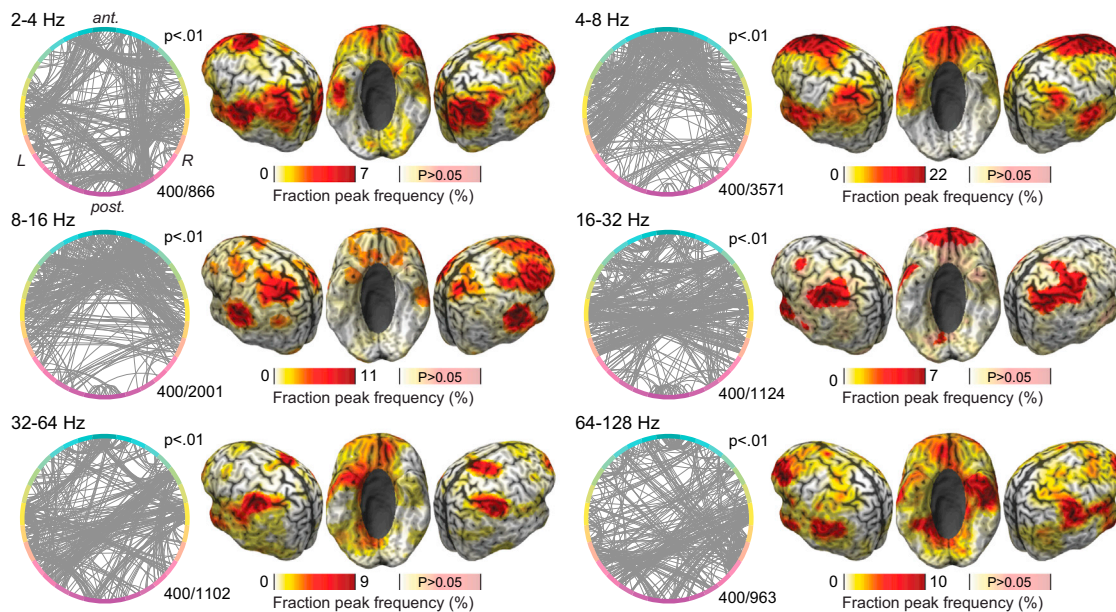 2-4 Hz
ant.
p<.01
L
R
400/866
post.
0
7
P>0.05
Fraction peak frequency (%)
4-8 Hz
p<.01
400/3571
0
22
P>0.05
Fraction peak frequency (%)
8-16 Hz
p<.01
400/2001
0
11
P>0.05
Fraction peak frequency (%)
16-32 Hz
p<.01
400/1124
0
7
P>0.05
Fraction peak frequency (%)
32-64 Hz
p<.01
400/1102
0
9
P>0.05
Fraction peak frequency (%)
64-128 Hz
p<.01
400/963
0
10
P>0.05
Fraction peak frequency (%)